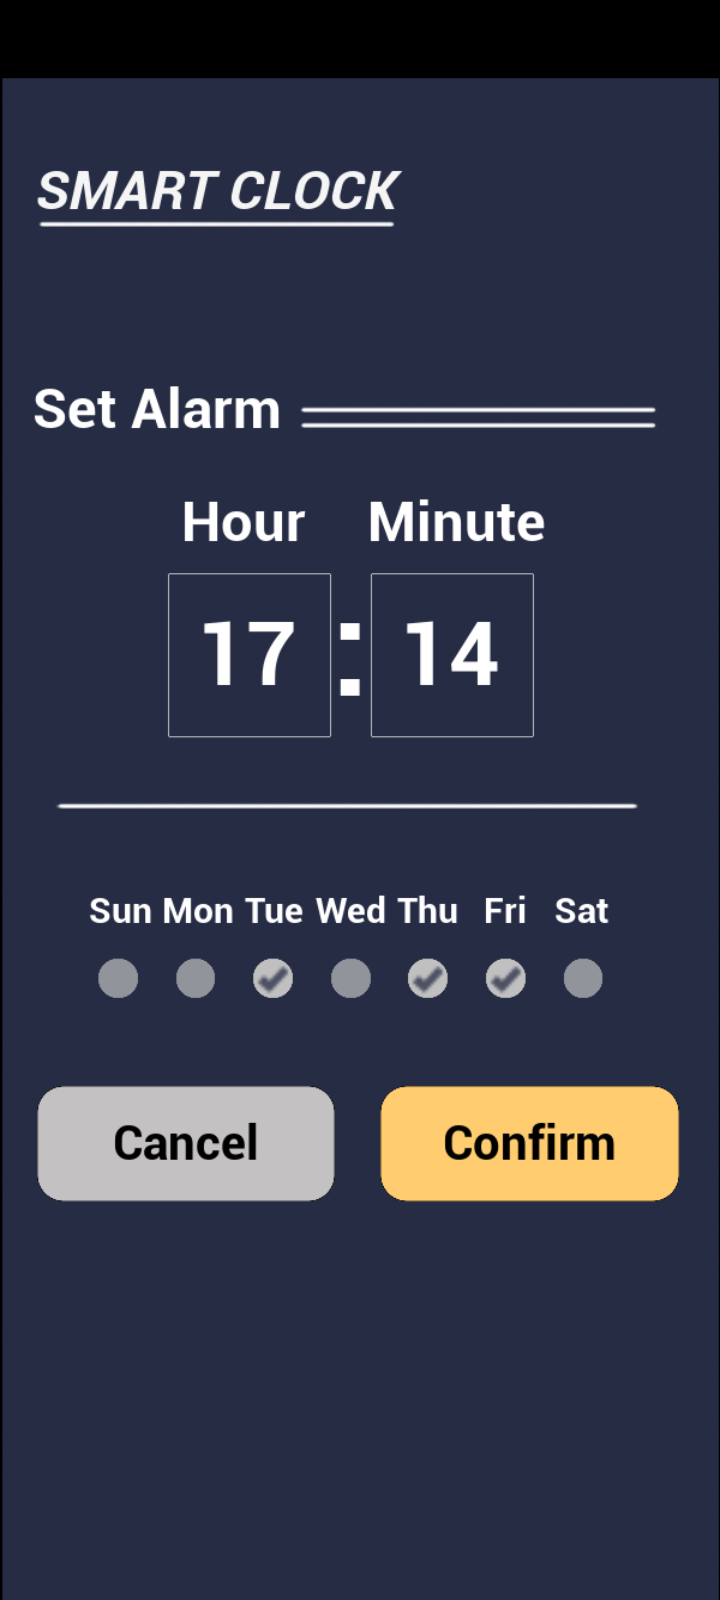 SMART CLOCK
Set Alarm
Hour Minute
17 : 14
Sun Mon Tue Wed Thu Fri Sat
Cancel Confirm